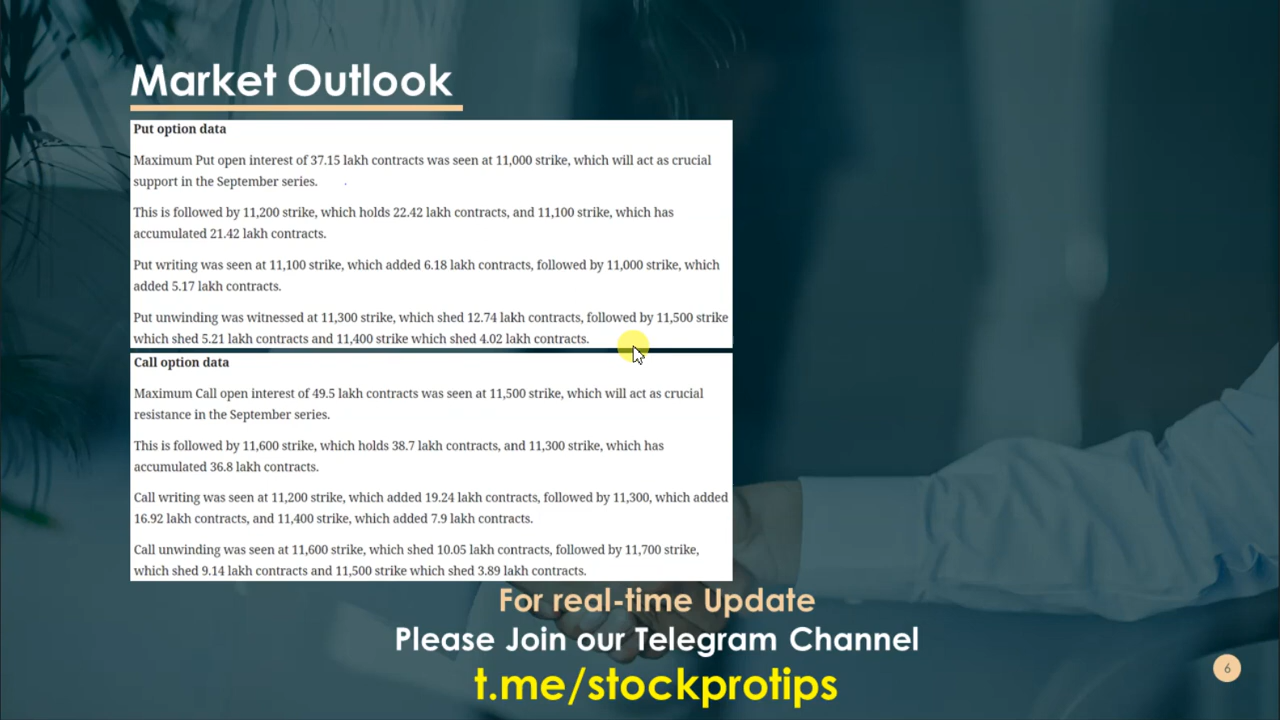 Market Outlook
Put option data
Maximum Put open interest of 37.15 lakh contracts was seen at 11,000 strike, which will act as crucial
support in the September series.
This is followed by 11,200 strike, which holds 22.42 lakh contracts, and 11,100 strike, which has
accumulated 21.42 lakh contracts.
Put writing was seen at 11,100 strike, which added 6.18 lakh contracts, followed by 11,000 strike, which
added 5.17 lakh contracts.
Put unwinding was witnessed at 11,300 strike, which shed 12.74 lakh contracts, followed by 11,500 strike
which shed 5.21 lakh contracts and 11,400 strike which shed 4.02 lakh contracts.
Call option data
Maximum Call open interest of 49.5 lakh contracts was seen at 11,500 strike, which will act as crucial
resistance in the September series.
This is followed by 11,600 strike, which holds 38.7 lakh contracts, and 11,300 strike, which has
accumulated 36.8 lakh contracts.
Call writing was seen at 11,200 strike, which added 19.24 lakh contracts, followed by 11,300, which added
16.92 lakh contracts, and 11,400 strike, which added 7.9 lakh contracts.
Call unwinding was seen at 11,600 strike, which shed 10.05 lakh contracts, followed by 11,700 strike,
which shed 9.14 lakh contracts and 11,500 strike which shed 3.89 lakh contracts.
For real-time Update
Please Join our Telegram Channel
t.me/stockprotips
6